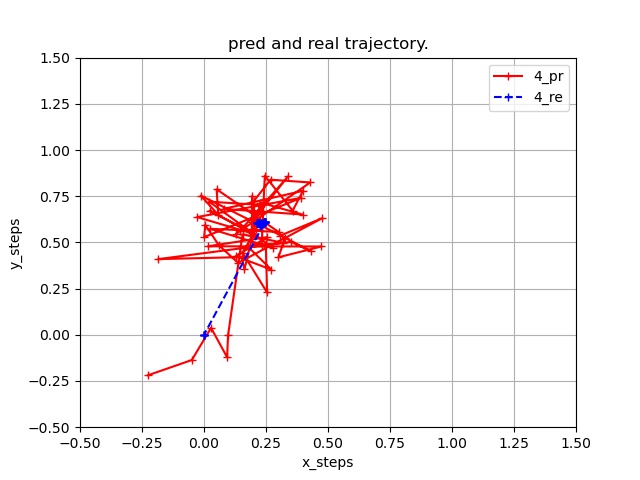 pred and real trajectory.
1.50
1.25
1.00
0.75
0.50
0.25
0.00
−0.25
−0.50
y_steps
4_pr
4_re
−0.50 −0.25 0.00 0.25 0.50 0.75 1.00 1.25 1.50
x_steps